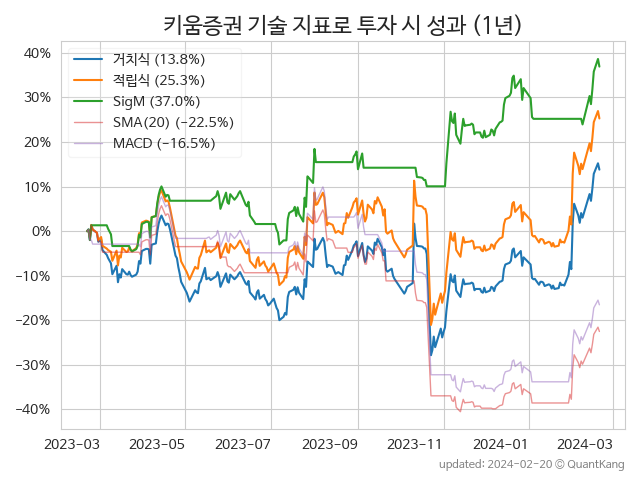 키움증권 기술 지표로 투자 시 성과 (1년)
거치식 (13.8%)
적립식 (25.3%)
SigM (37.0%)
SMA(20) (−22.5%)
MACD (−16.5%)
40%
30%
20%
10%
0%
−10%
−20%
−30%
−40%
2023-03 2023-05 2023-07 2023-09 2023-11 2024-01 2024-03
updated: 2024-02-20 © QuantKang